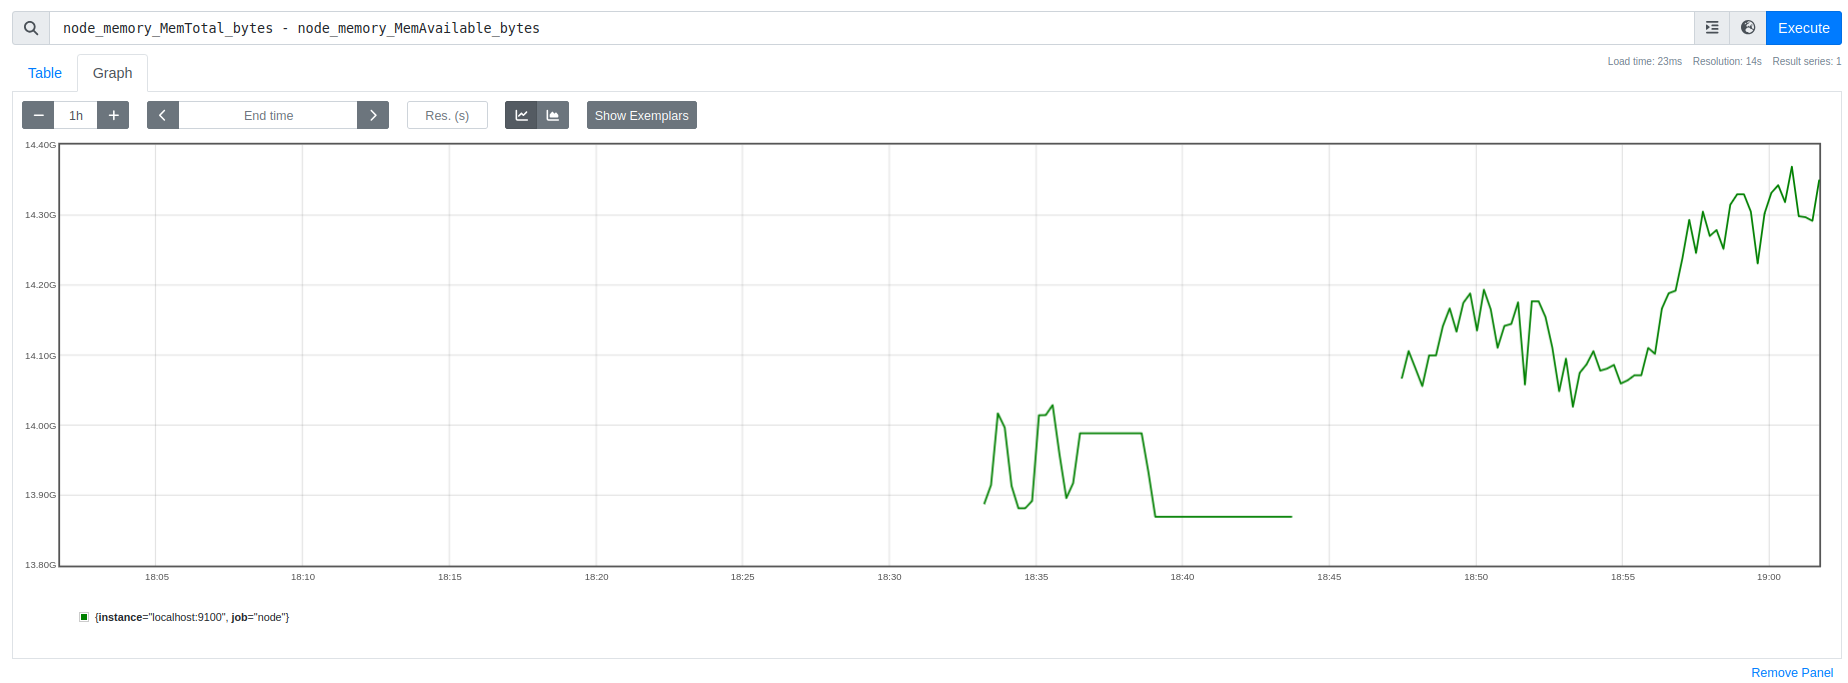 node_memory_MemTotal_bytes - node_memory_MemAvailable_bytes
Execute
Table
Graph
Load time: 23ms Resolution: 14s Result series: 1
1h
End time
Res. (s)
Show Exemplars
14.40G
14.30G
14.20G
14.10G
14.00G
13.90G
13.80G
18:05 18:10 18:15 18:20 18:25 18:30 18:35 18:40 18:45 18:50 18:55 19:00
{instance="localhost:9100", job="node"}
Remove Panel